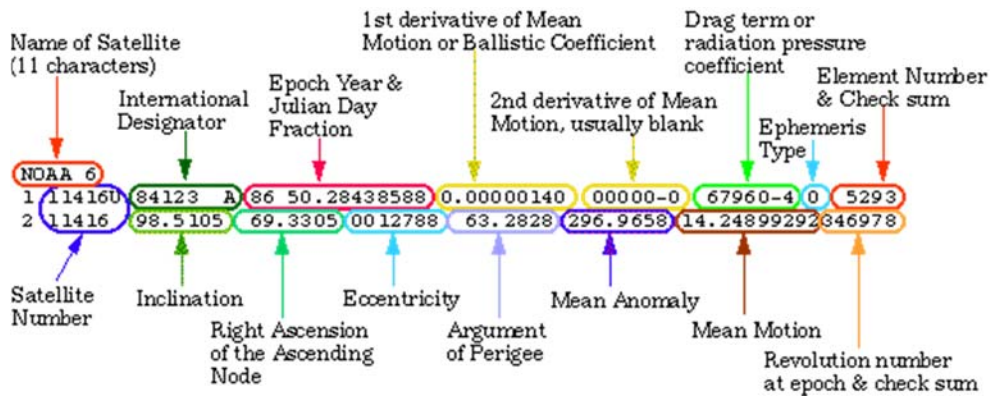 Name of Satellite
(11 characters)
International
Designator
Epoch Year &
Julian Day
Fraction
1st derivative of Mean
Motion or Ballistic Coefficient
2nd derivative of Mean
Motion, usually blank
Drag term or
radiation pressure
coefficient
Ephemeris
Type
Element Number
& Check sum
NOAA 6
1 11416U 84123 A 86 50.28438588 0.00000140 00000-0 67960-4 0 5293
2 11416 98.5105 69.3305 0012788 63.2828 296.9658 14.24899292 346978
Satellite
Number
Inclination
Right Ascension
of the Ascending
Node
Eccentricity
Argument
of Perigee
Mean Anomaly
Mean Motion
Revolution number
at epoch & check sum